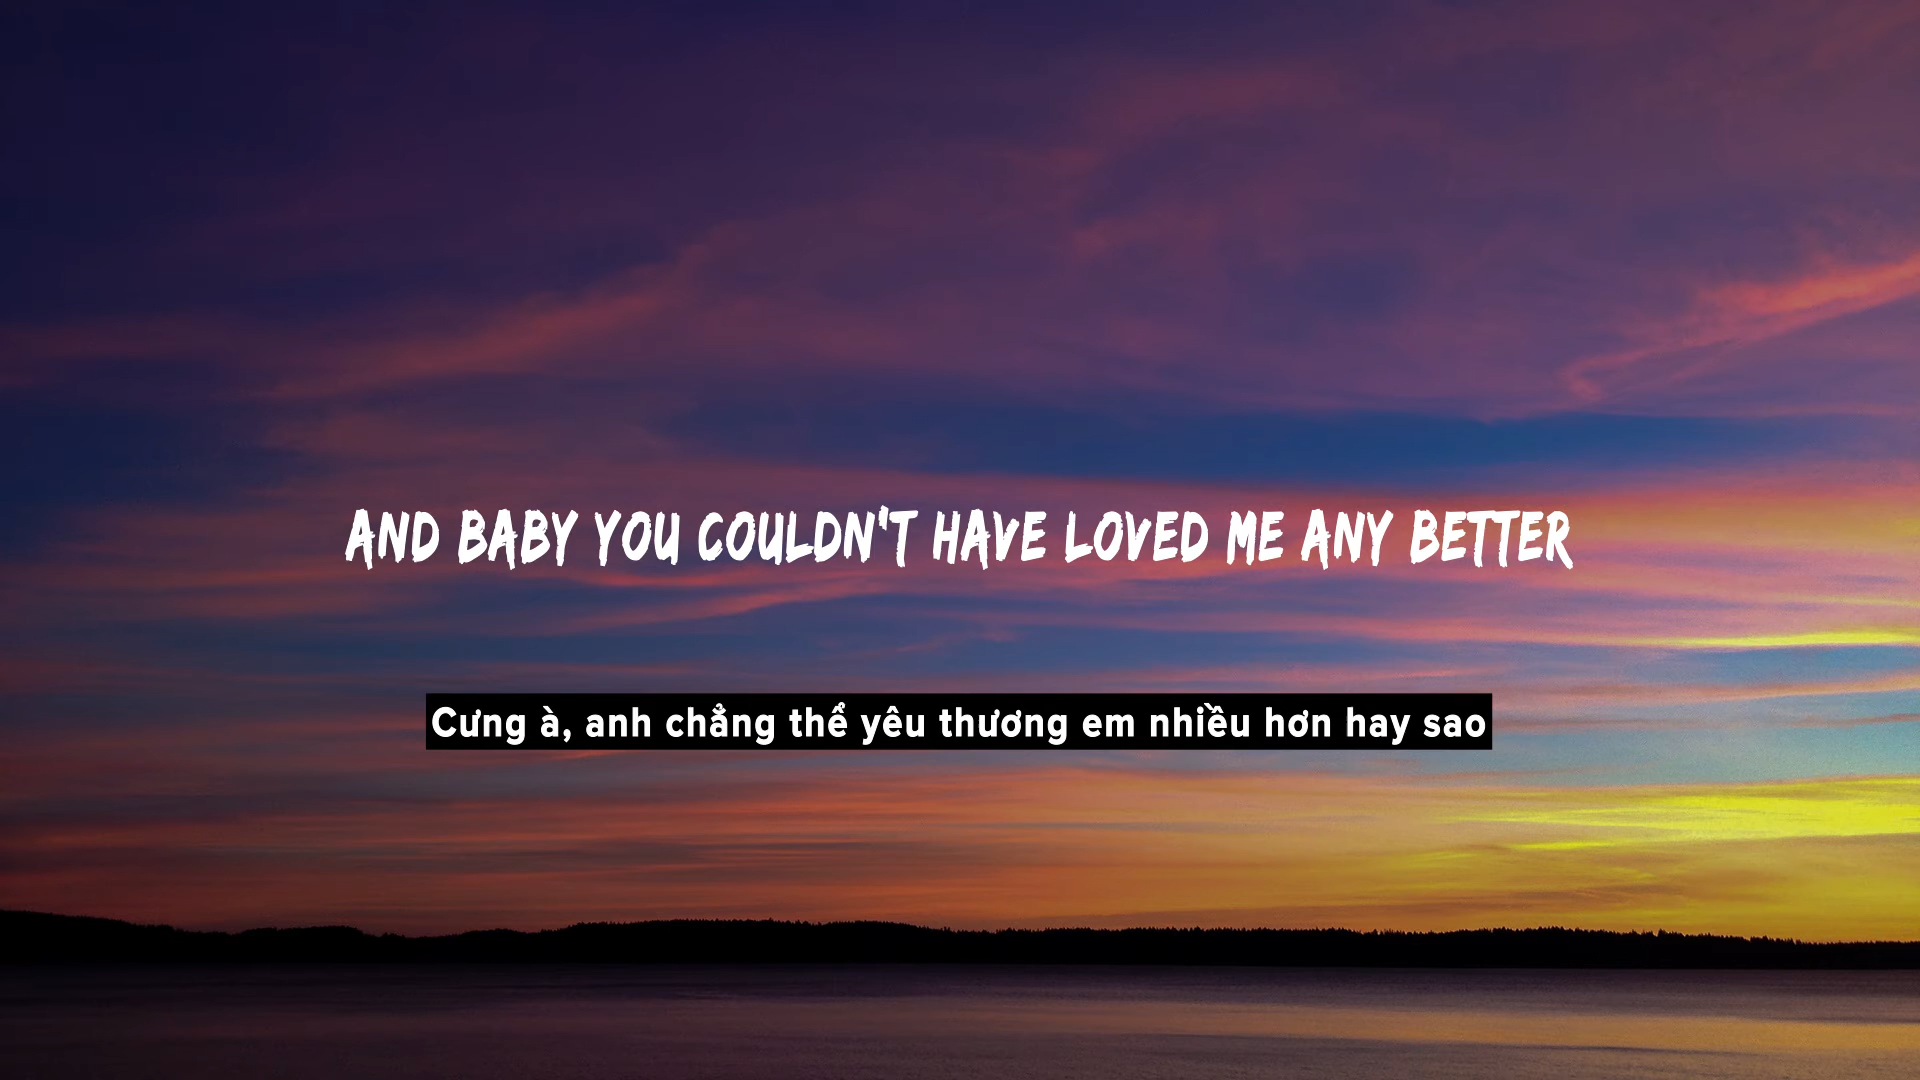 AND BABY YOU COULDN'T HAVE LOVED ME ANY BETTER
Cưng à, anh chẳng thể yêu thương em nhiều hơn hay sao